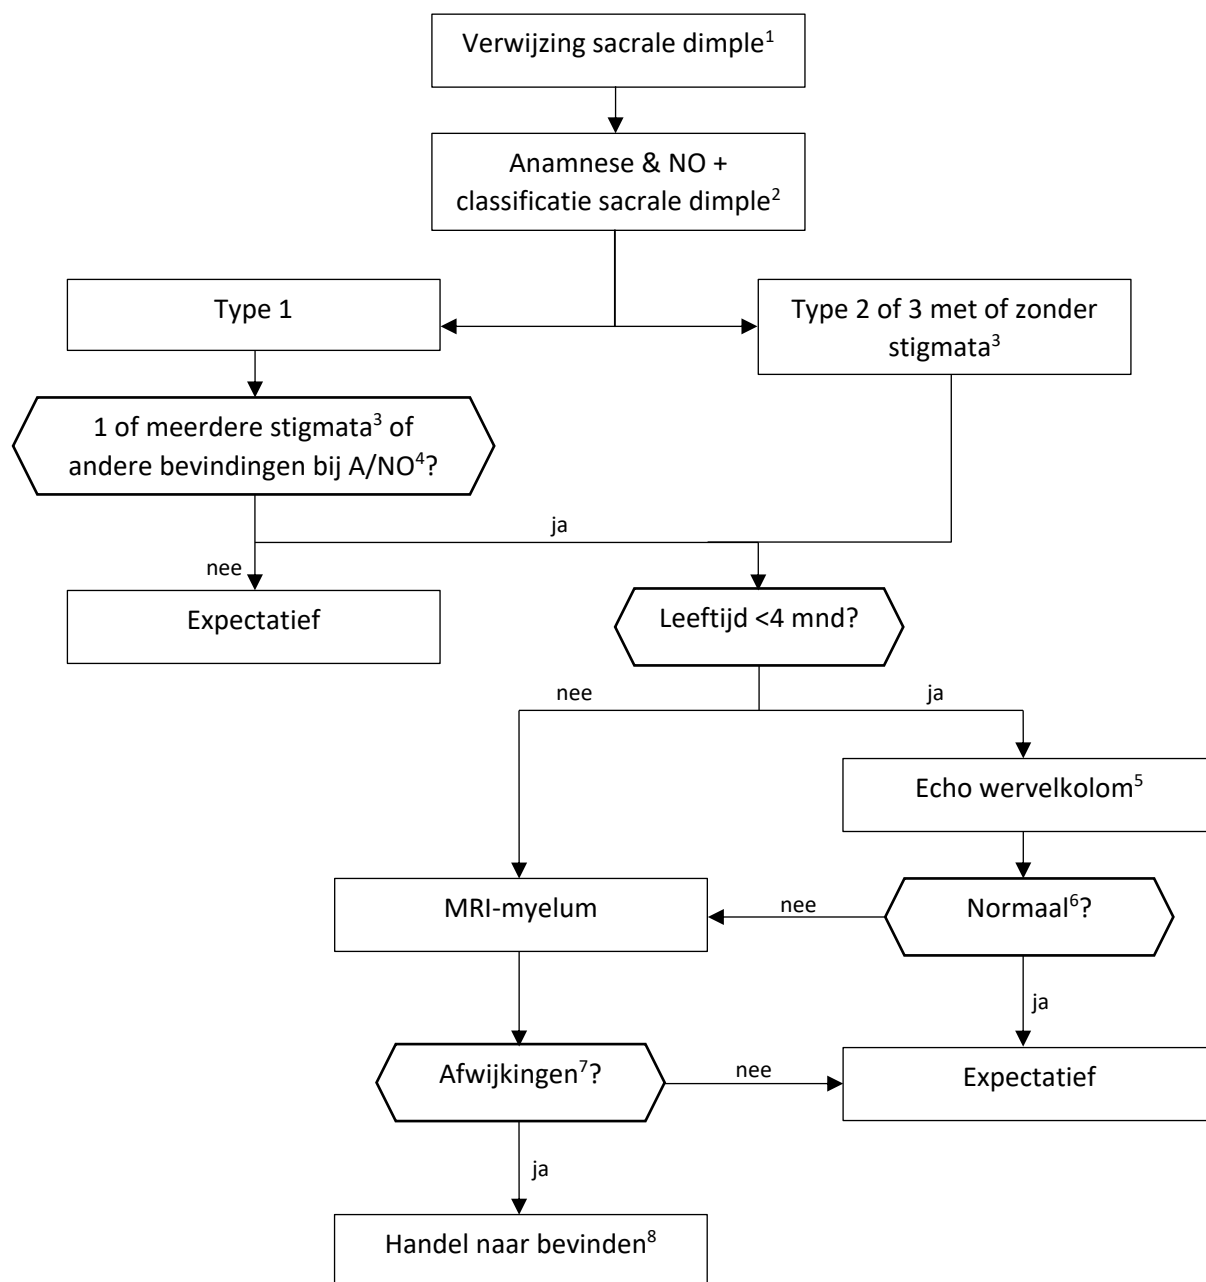 Verwijzing sacrale dimple¹
Anamnese & NO +
classificatie sacrale dimple²
Type 1
Type 2 of 3 met of zonder
stigmata³
1 of meerdere stigmata³ of
andere bevindingen bij A/NO⁴?
ja
nee
Expectatief
Leeftijd <4 mnd?
nee
ja
Echo wervelkolom⁵
MRI-myelum
nee
Normaal⁶?
ja
Afwijkingen⁷?
nee
Expectatief
ja
Handel naar bevinden⁸